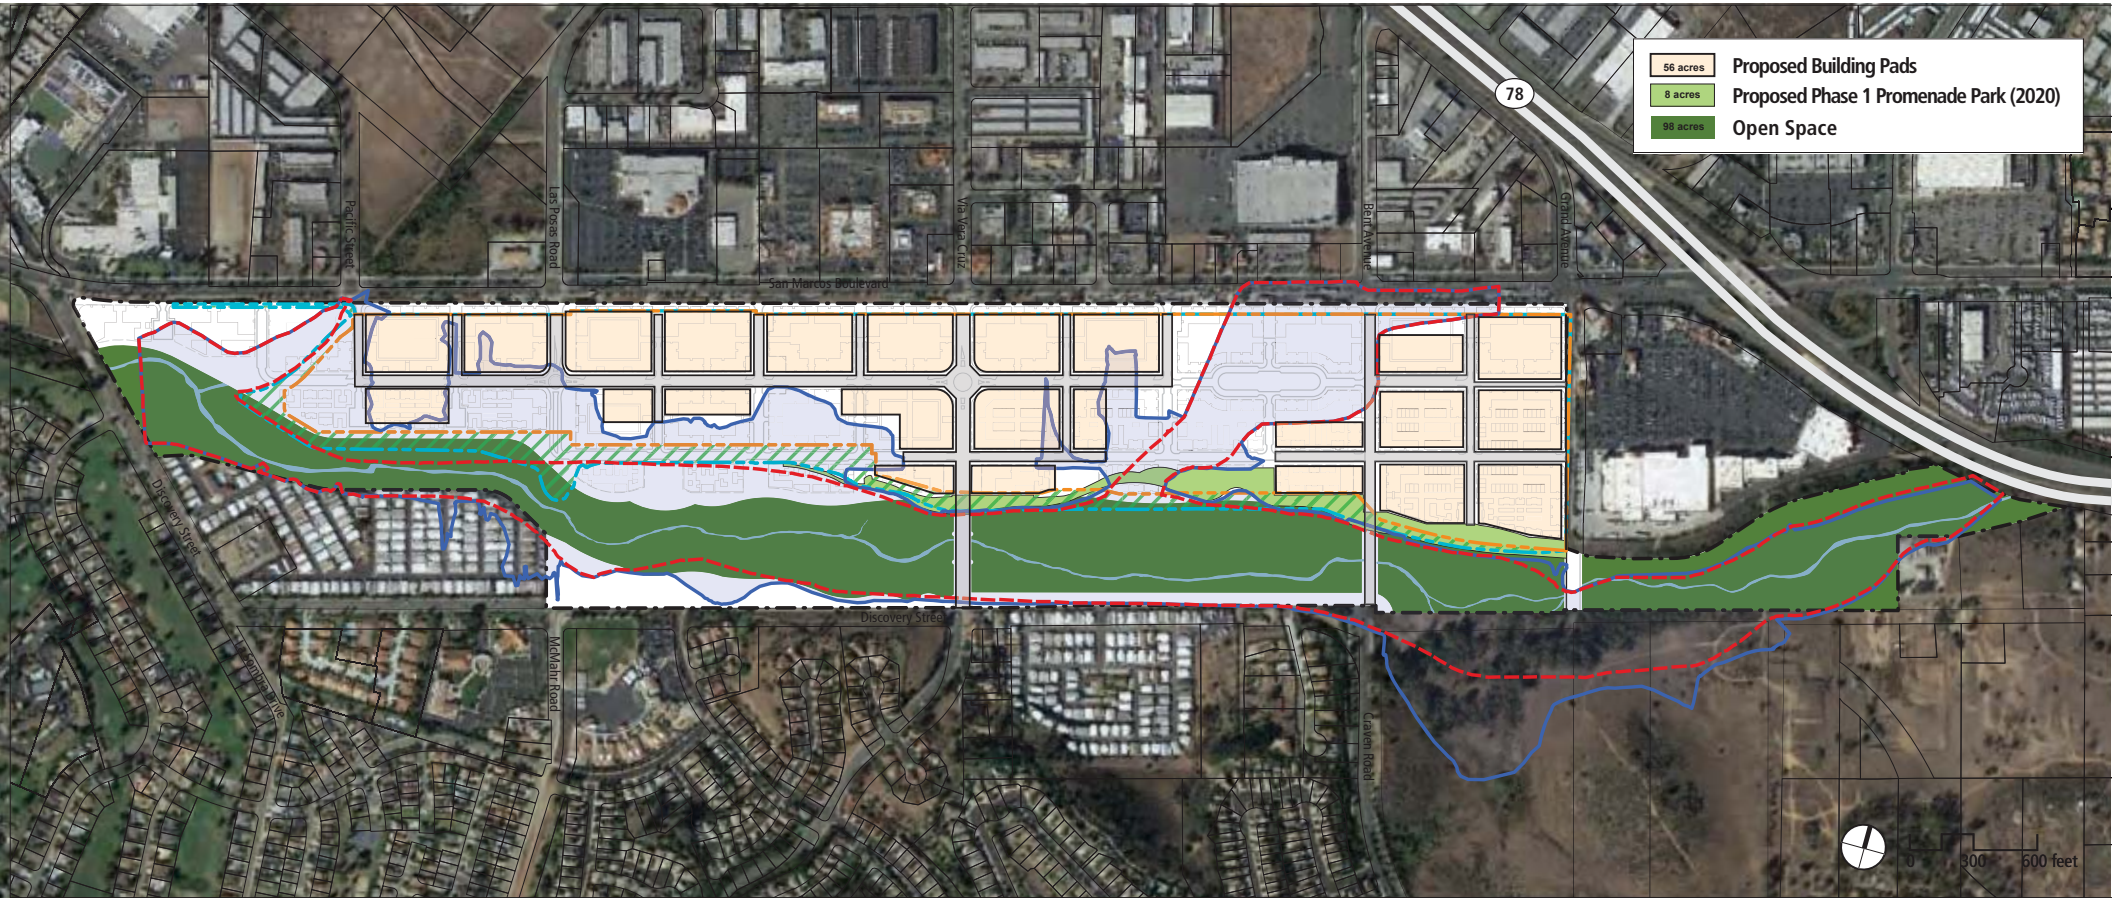 78
56 acres Proposed Building Pads
8 acres Proposed Phase 1 Promenade Park (2020)
98 acres Open Space
Pacific Street
Las Posas Road
Via Vera Cruz
Bent Avenue
Grand Avenue
San Marcos Boulevard
Discovery Street
Discovery Street
McMahr Road
Craven Road
0 300 600 feet